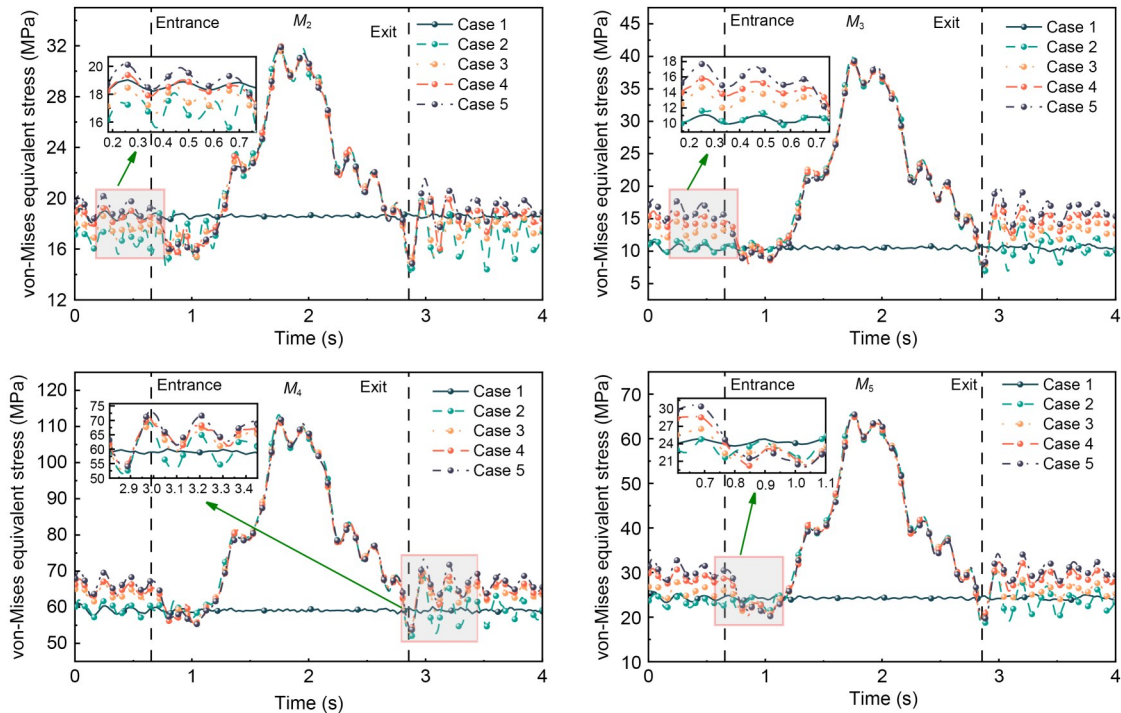 Entrance M2 Exit
Case 1
Case 2
Case 3
Case 4
Case 5
32
28
24
20
16
12
20
18
16
0.2 0.3 0.4 0.5 0.6 0.7
0 1 2 3 4
Time (s)
von-Mises equivalent stress (MPa)
Entrance M3 Exit
Case 1
Case 2
Case 3
Case 4
Case 5
45
40
35
30
25
20
15
10
5
18
16
14
12
10
0.2 0.3 0.4 0.5 0.6 0.7
0 1 2 3 4
Time (s)
von-Mises equivalent stress (MPa)
Entrance M4 Exit
Case 1
Case 2
Case 3
Case 4
Case 5
120
110
100
90
80
70
60
50
75
70
65
60
55
50
2.9 3.0 3.1 3.2 3.3 3.4
0 1 2 3 4
Time (s)
von-Mises equivalent stress (MPa)
Entrance M5 Exit
Case 1
Case 2
Case 3
Case 4
Case 5
70
60
50
40
30
20
10
30
27
24
21
0.7 0.8 0.9 1.0 1.1
0 1 2 3 4
Time (s)
von-Mises equivalent stress (MPa)